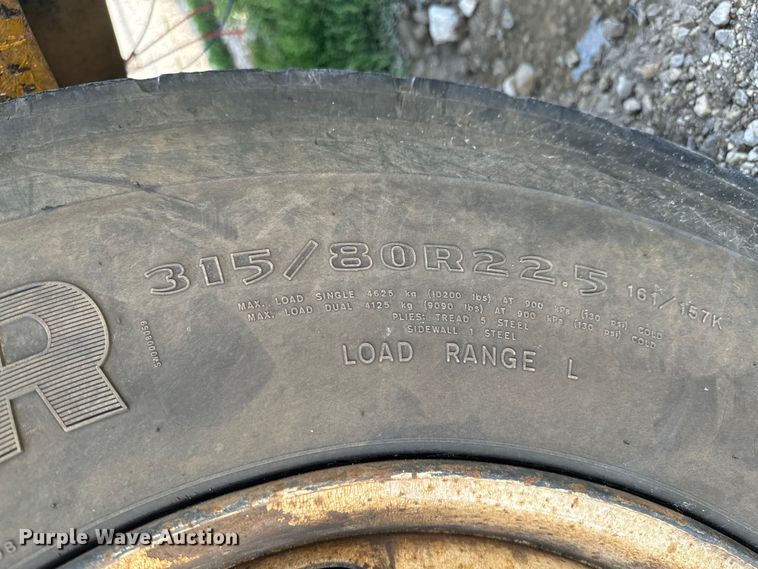 315/80R22.5 161/157K
MAX. LOAD SINGLE 4625 kg (10200 lbs) AT 900 kPa (130 psi) COLD
MAX. LOAD DUAL 4125 kg (9090 lbs) AT 900 kPa (130 psi) COLD
PLIES: TREAD 5 STEEL
SIDEWALL 1 STEEL
LOAD RANGE L
R
Purple Wave Auction